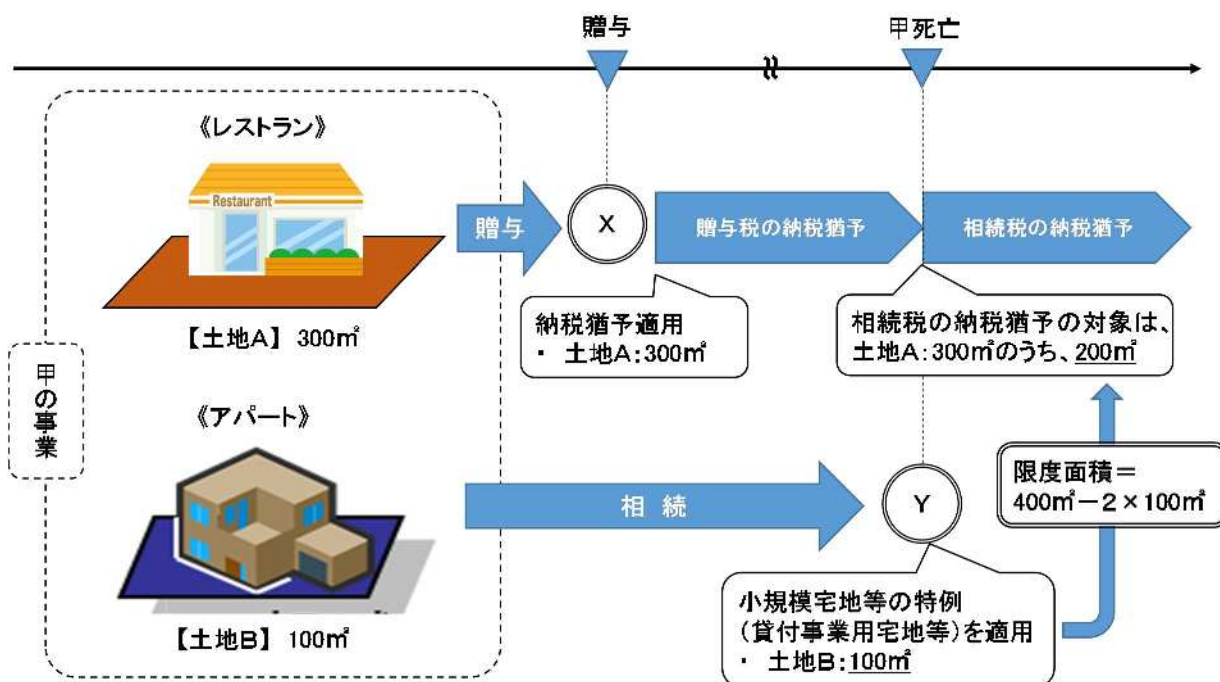 贈与
甲死亡
《レストラン》
Restaurant
【土地A】 300㎡
甲の事業
《アパート》
【土地B】 100㎡
贈与
X
贈与税の納税猶予
相続税の納税猶予
納税猶予適用
・ 土地A:300㎡
相続税の納税猶予の対象は、
土地A:300㎡のうち、200㎡
限度面積=
400㎡-2×100㎡
相 続
Y
小規模宅地等の特例
(貸付事業用宅地等)を適用
・ 土地B:100㎡